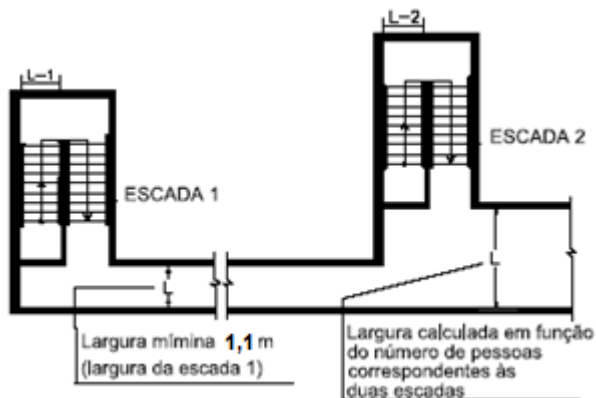 L-2
L-1
ESCADA 2
ESCADA 1
L
L
Largura mímina 1,1 m
(largura da escada 1)
Largura calculada em função
do número de pessoas
correspondentes às
duas escadas